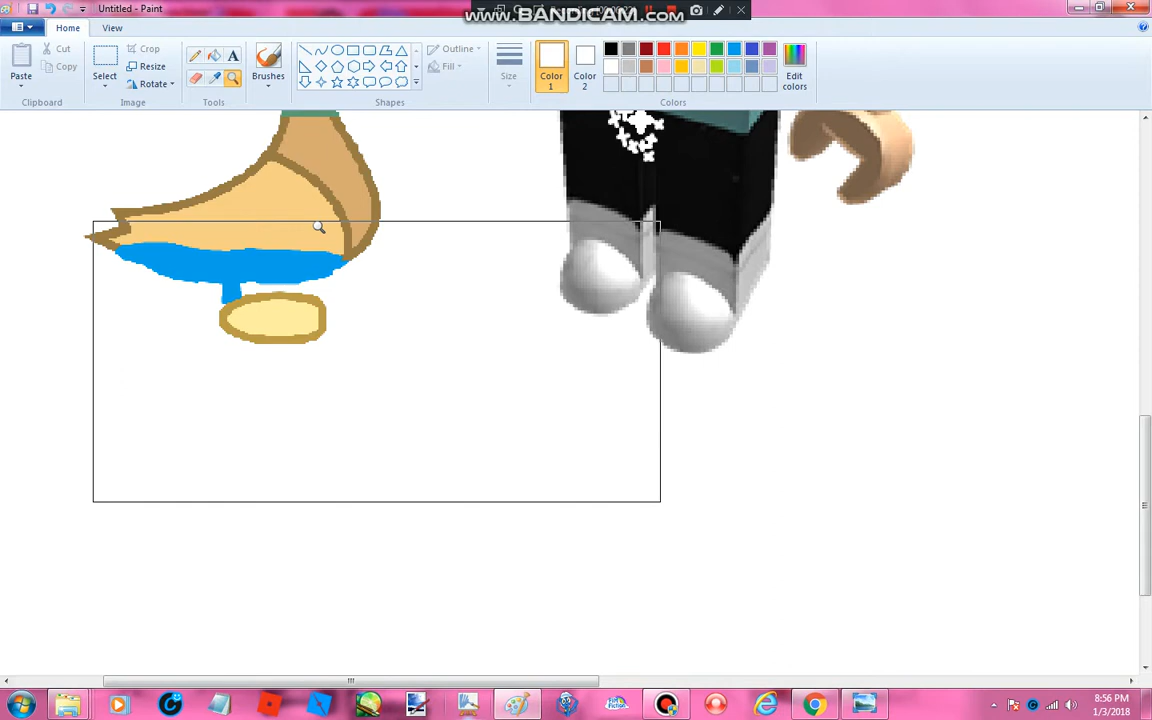 Untitled - Paint
www.BANDICAM.com
Home
View
Paste
Cut
Copy
Clipboard
Select
Crop
Resize
Rotate
Image
A
Tools
Brushes
Outline
Fill
Shapes
Size
Color 1
Color 2
Edit colors
Colors
8:56 PM
1/3/2018